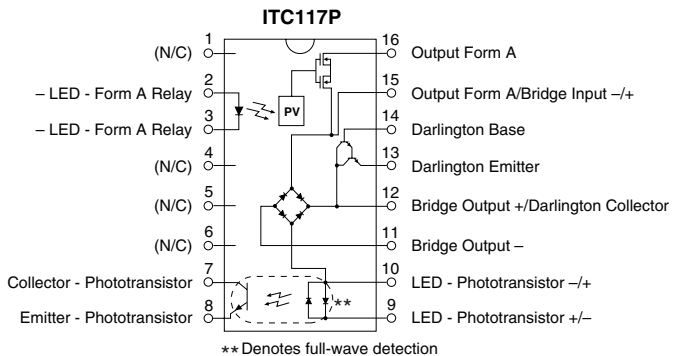 ITC117P
1
(N/C)
16
Output Form A
2
– LED - Form A Relay
15
Output Form A/Bridge Input –/+
PV
3
– LED - Form A Relay
14
Darlington Base
4
(N/C)
13
Darlington Emitter
5
(N/C)
12
Bridge Output +/Darlington Collector
6
(N/C)
11
Bridge Output –
7
Collector - Phototransistor
10
LED - Phototransistor –/+
**
8
Emitter - Phototransistor
9
LED - Phototransistor +/–
**Denotes full-wave detection